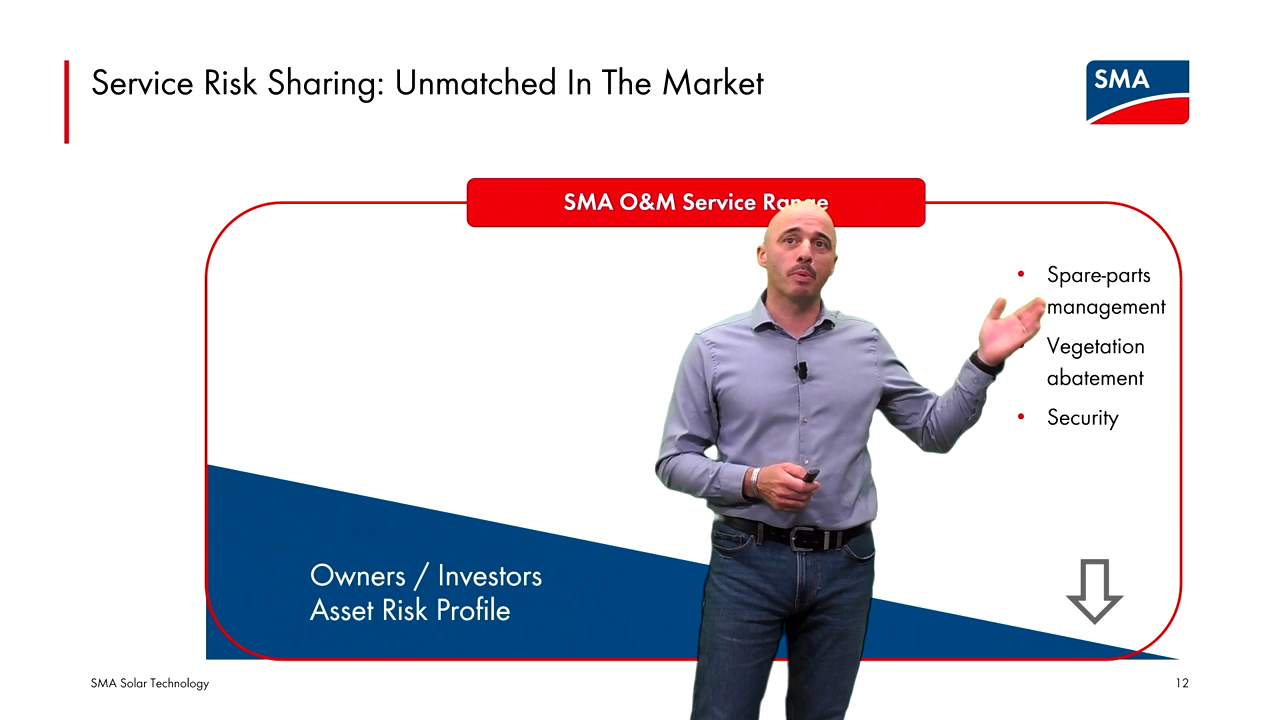 Service Risk Sharing: Unmatched In The Market
SMA
SMA O&M Service Range
• Spare-parts
management
• Vegetation
abatement
• Security
Owners / Investors
Asset Risk Profile
SMA Solar Technology
12